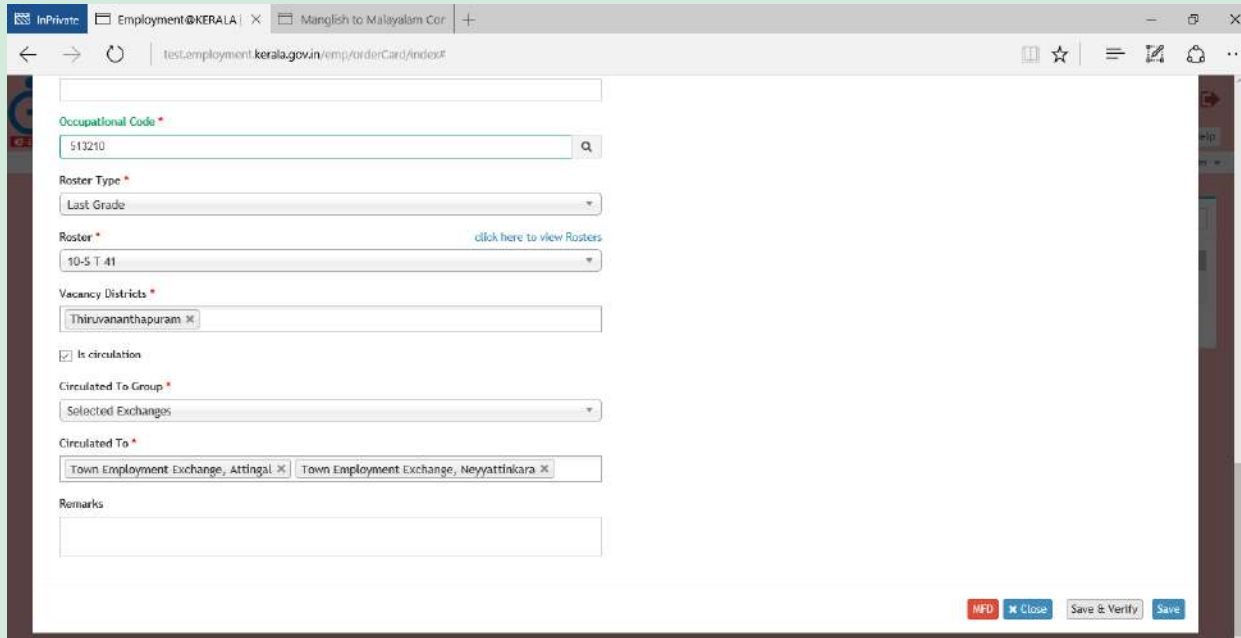 InPrivate Employment@KERALA | Manglish to Malayalam Cor
test.employment.kerala.gov.in/emp/orderCard/index#
Occupational Code *
513210
Roster Type *
Last Grade
Roster * click here to view Rosters
10-S T 41
Vacancy Districts *
Thiruvananthapuram ×
Is circulation
Circulated To Group *
Selected Exchanges
Circulated To *
Town Employment Exchange, Attingal × Town Employment Exchange, Neyyattinkara ×
Remarks
MFD × Close Save & Verify Save